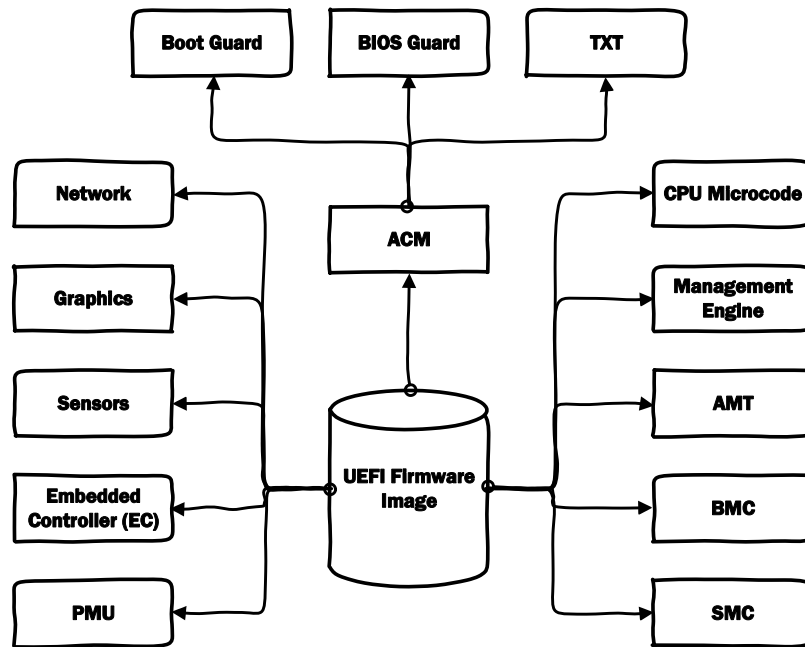 Boot Guard
BIOS Guard
TXT
Network
ACM
CPU Microcode
Graphics
Management
Engine
Sensors
AMT
UEFI Firmware
Image
Embedded
Controller (EC)
BMC
PMU
SMC